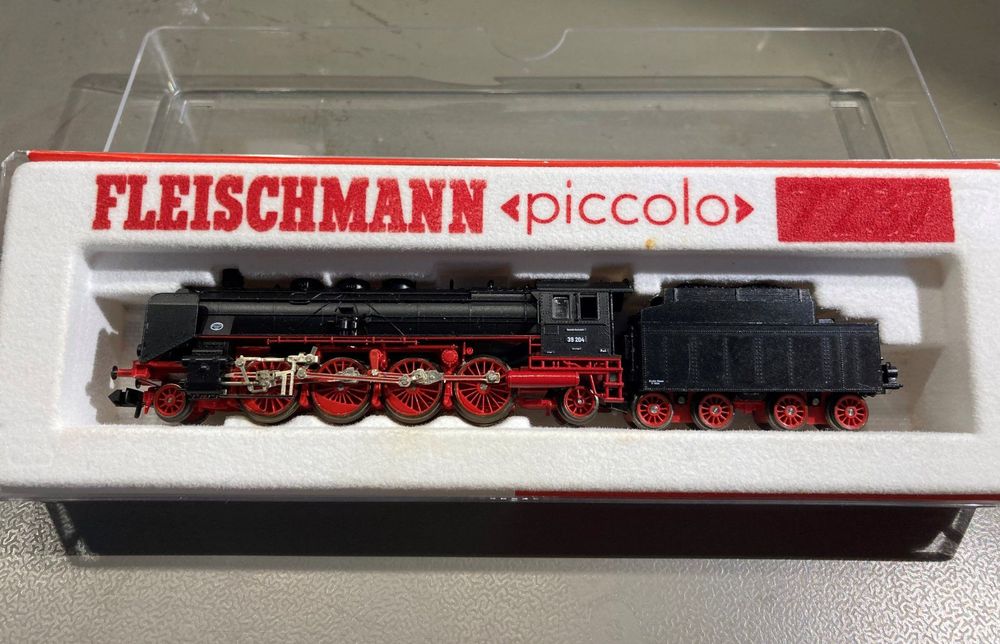 FLEISCHMANN «piccolo»
39 204